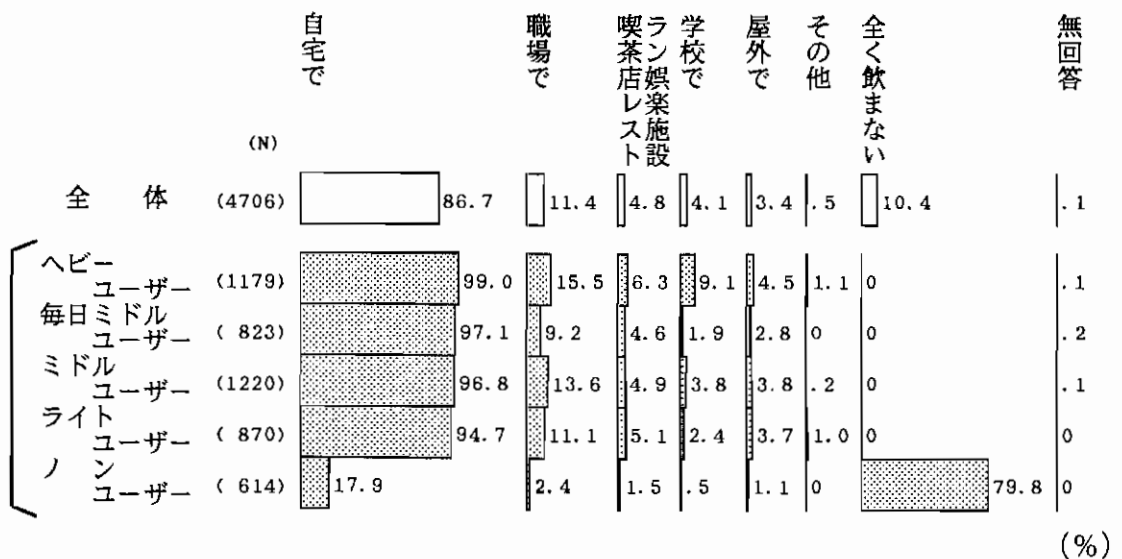 自宅で
職場で
喫茶店レスト
ラン娯楽施設
学校で
屋外で
その他
全く飲まない
無回答
(N)
全 体 (4706) 86.7 11.4 4.8 4.1 3.4 .5 10.4 .1
ヘビー
ユーザー (1179) 99.0 15.5 6.3 9.1 4.5 1.1 0 .1
毎日ミドル
ユーザー ( 823) 97.1 9.2 4.6 1.9 2.8 0 0 .2
ミドル
ユーザー (1220) 96.8 13.6 4.9 3.8 3.8 .2 0 .1
ライト
ユーザー ( 870) 94.7 11.1 5.1 2.4 3.7 1.0 0 0
ノン
ユーザー ( 614) 17.9 2.4 1.5 .5 1.1 0 79.8 0
(%)